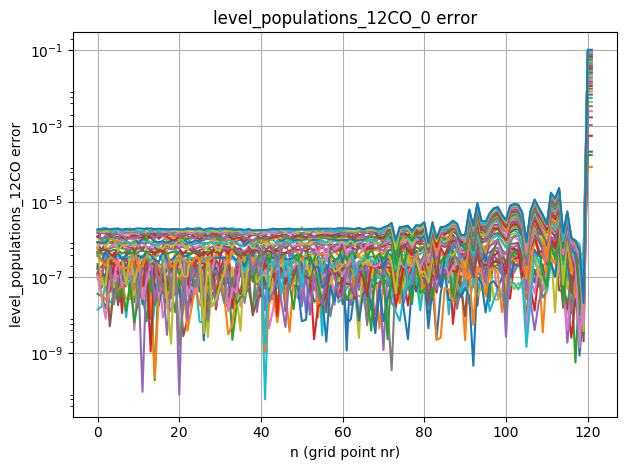 level_populations_12CO_0 error
level_populations_12CO error
10⁻¹
10⁻³
10⁻⁵
10⁻⁷
10⁻⁹
0 20 40 60 80 100 120
n (grid point nr)